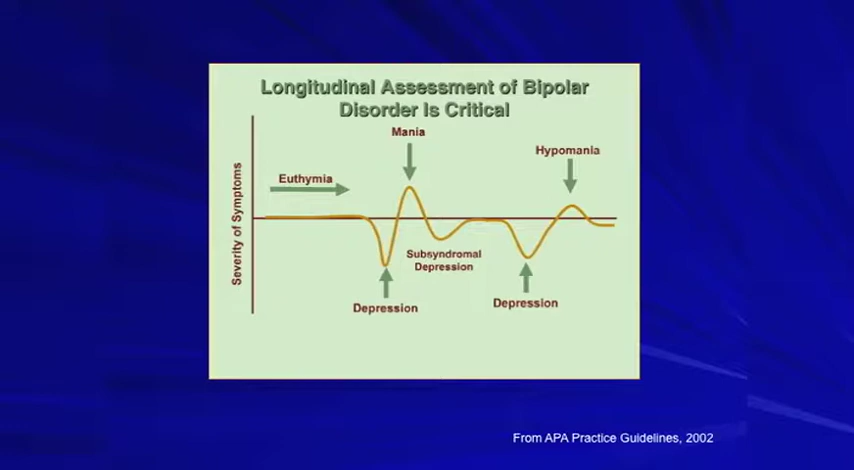 Longitudinal Assessment of Bipolar
Disorder Is Critical
Mania
Hypomania
Euthymia
Severity of Symptoms
Subsyndromal
Depression
Depression
Depression
From APA Practice Guidelines, 2002